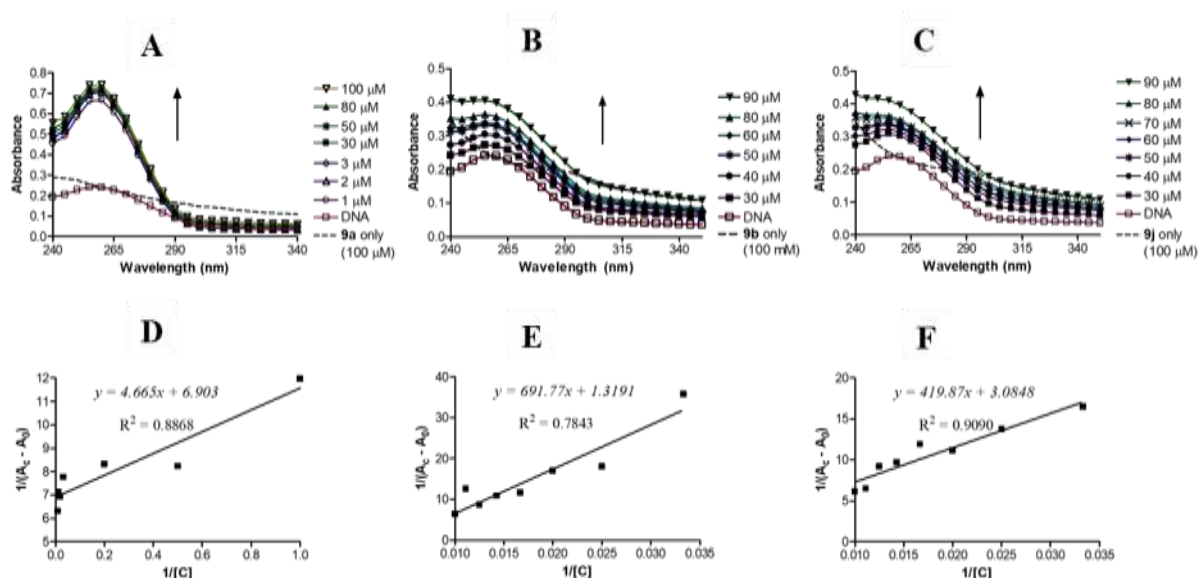 A
B
C
Absorbance
0.8
0.7
0.6
0.5
0.4
0.3
0.2
0.1
0.0
240
265
290
315
340
Wavelength (nm)
100 μM
80 μM
50 μM
30 μM
3 μM
2 μM
1 μM
DNA
9a only
(100 μM)
Absorbance
0.5
0.4
0.3
0.2
0.1
0.0
240
265
290
315
340
Wavelength (nm)
90 μM
80 μM
60 μM
50 μM
40 μM
30 μM
DNA
9b only
(100 mM)
Absorbance
0.5
0.4
0.3
0.2
0.1
0.0
240
265
290
315
340
Wavelength (nm)
90 μM
80 μM
70 μM
60 μM
50 μM
40 μM
30 μM
DNA
9j only
(100 μM)
D
E
F
1/(Ac - A0)
12
11
10
9
8
7
6
5
0.0
0.2
0.4
0.6
0.8
1.0
1/[C]
y = 4.665x + 6.903
R² = 0.8868
1/(Ac - A0)
40
30
20
10
0
0.010
0.015
0.020
0.025
0.030
0.035
1/[C]
y = 691.77x + 1.3191
R² = 0.7843
1/(Ac - A0)
20
15
10
5
0
0.010
0.015
0.020
0.025
0.030
0.035
1/[C]
y = 419.87x + 3.0848
R² = 0.9090